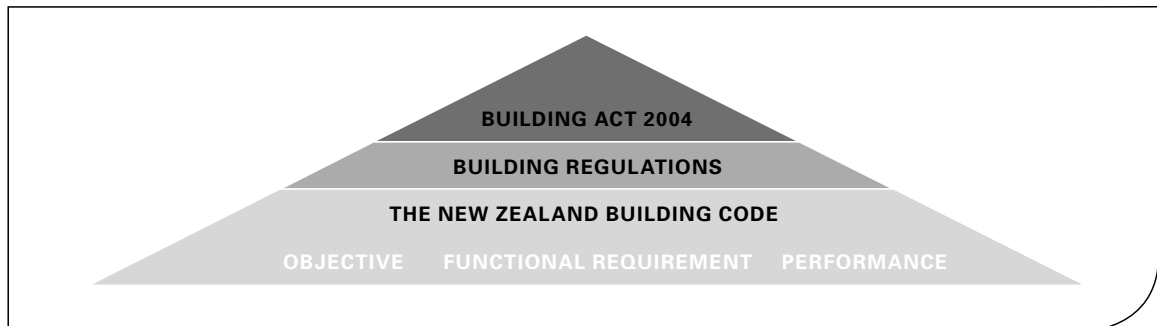 BUILDING ACT 2004
BUILDING REGULATIONS
THE NEW ZEALAND BUILDING CODE
OBJECTIVE FUNCTIONAL REQUIREMENT PERFORMANCE